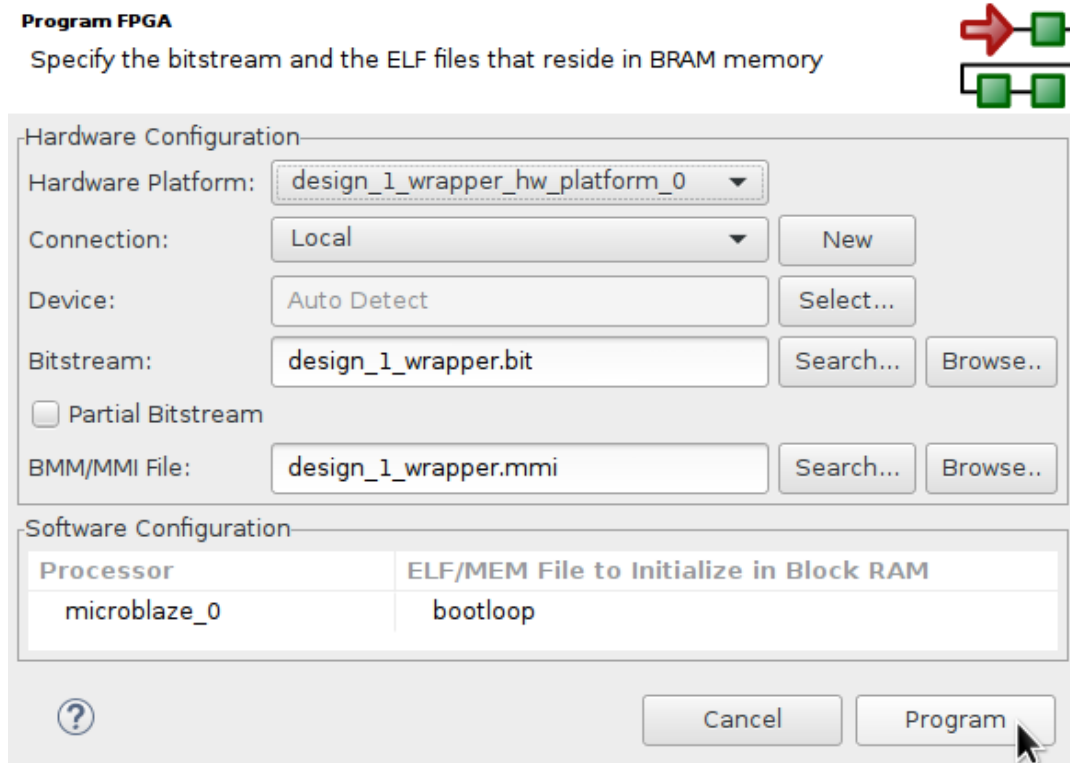 Program FPGA
Specify the bitstream and the ELF files that reside in BRAM memory
Hardware Configuration
Hardware Platform: design_1_wrapper_hw_platform_0
Connection: Local New
Device: Auto Detect Select...
Bitstream: design_1_wrapper.bit Search... Browse..
Partial Bitstream
BMM/MMI File: design_1_wrapper.mmi Search... Browse..
Software Configuration
Processor ELF/MEM File to Initialize in Block RAM
microblaze_0 bootloop
? Cancel Program